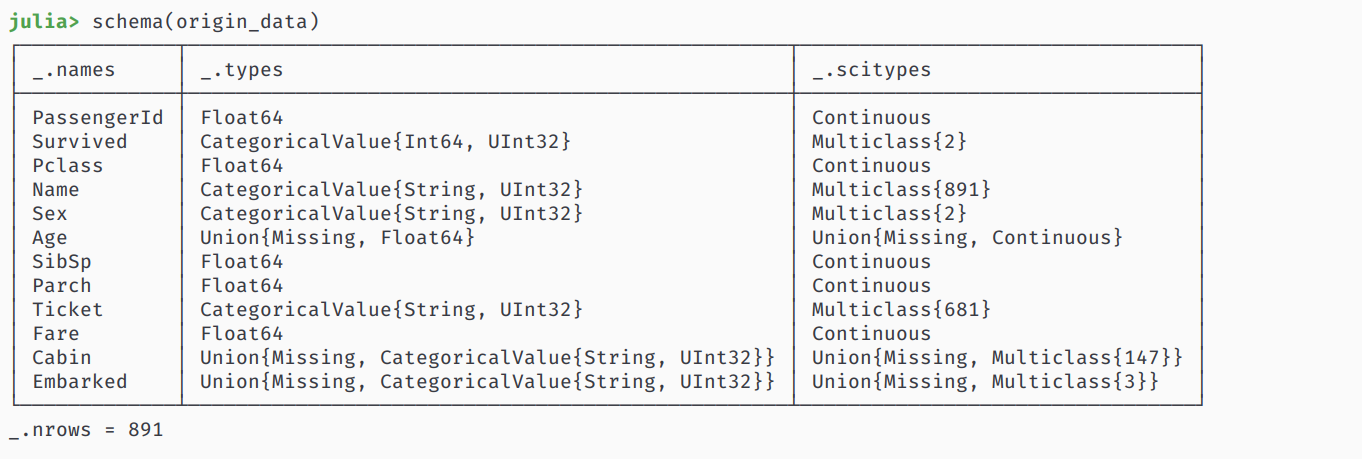 julia> schema(origin_data)
_.names _.types _.scitypes
PassengerId Float64 Continuous
Survived CategoricalValue{Int64, UInt32} Multiclass{2}
Pclass Float64 Continuous
Name CategoricalValue{String, UInt32} Multiclass{891}
Sex CategoricalValue{String, UInt32} Multiclass{2}
Age Union{Missing, Float64} Union{Missing, Continuous}
SibSp Float64 Continuous
Parch Float64 Continuous
Ticket CategoricalValue{String, UInt32} Multiclass{681}
Fare Float64 Continuous
Cabin Union{Missing, CategoricalValue{String, UInt32}} Union{Missing, Multiclass{147}}
Embarked Union{Missing, CategoricalValue{String, UInt32}} Union{Missing, Multiclass{3}}
_.nrows = 891